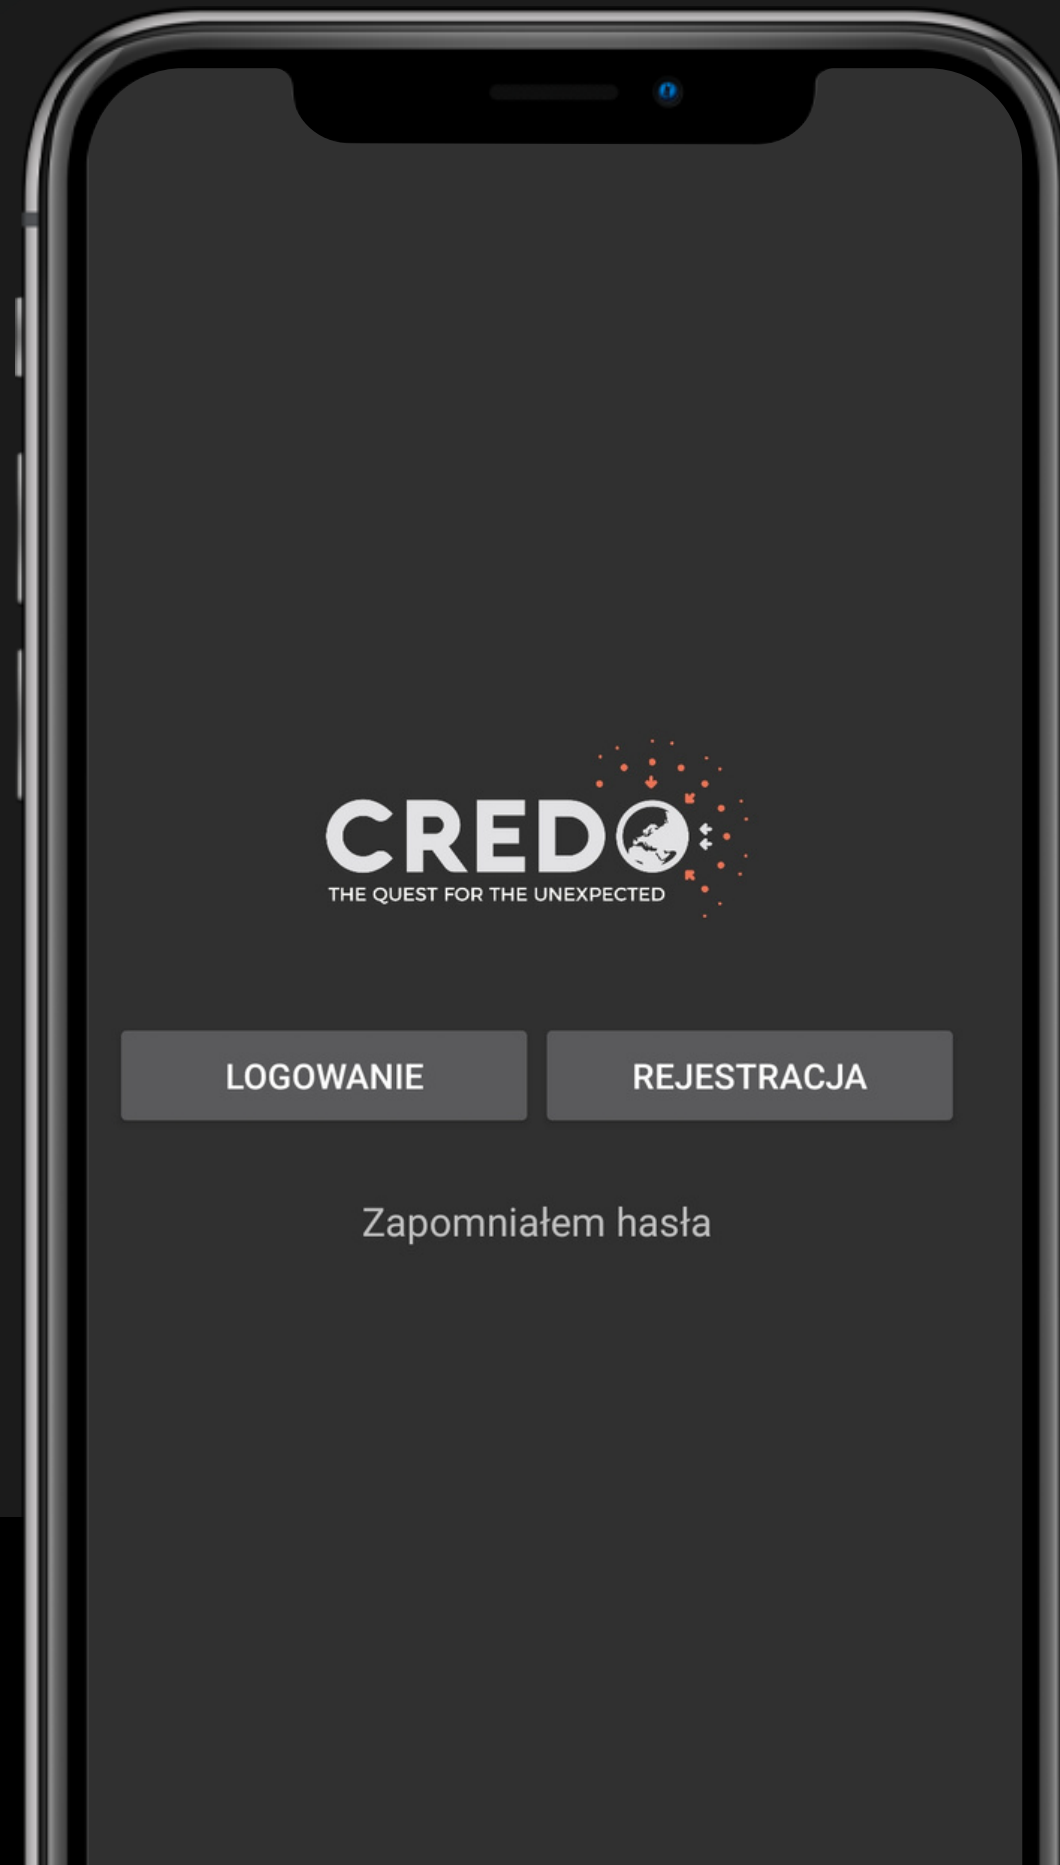 CREDO
THE QUEST FOR THE UNEXPECTED
LOGOWANIE
REJESTRACJA
Zapomniałem hasła